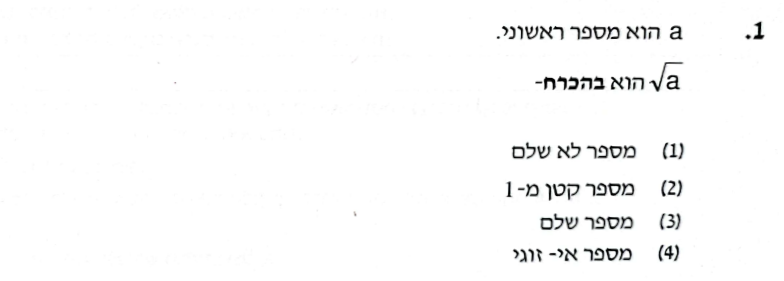 1. a הוא מספר ראשוני.
√a הוא בהכרח-
(1) מספר לא שלם
(2) מספר קטן מ-1
(3) מספר שלם
(4) מספר אי- זוגי